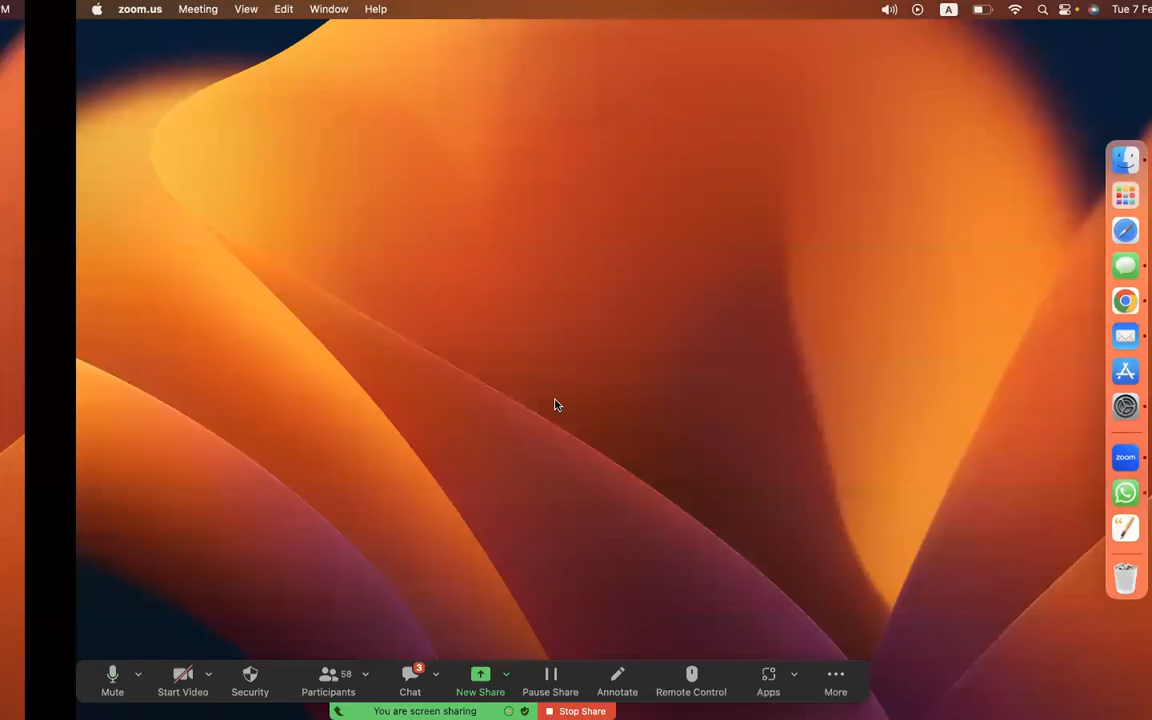 M
zoom.us Meeting View Edit Window Help A Tue 7 Fe
zoom
Mute Start Video Security Participants 58 Chat 3 New Share Pause Share Annotate Remote Control Apps More
You are screen sharing Stop Share